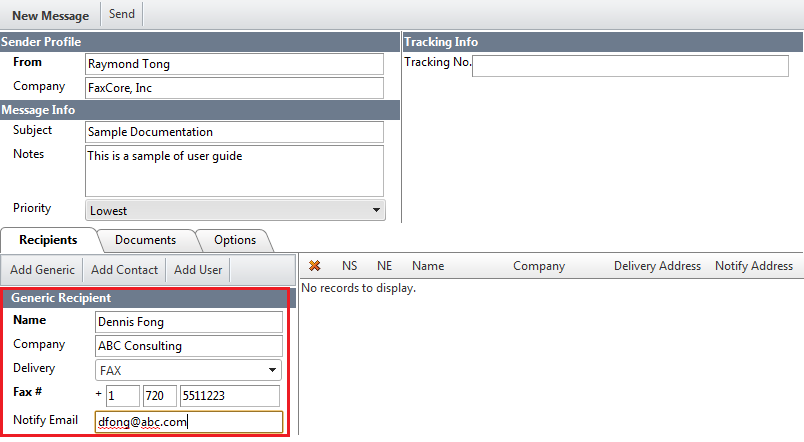 New Message Send
Sender Profile
From Raymond Tong
Company FaxCore, Inc
Message Info
Subject Sample Documentation
Notes This is a sample of user guide
Priority Lowest
Tracking Info
Tracking No.
Recipients Documents Options
Add Generic Add Contact Add User
Generic Recipient
Name Dennis Fong
Company ABC Consulting
Delivery FAX
Fax # + 1 720 5511223
Notify Email dfong@abc.com
NS NE Name Company Delivery Address Notify Address
No records to display.